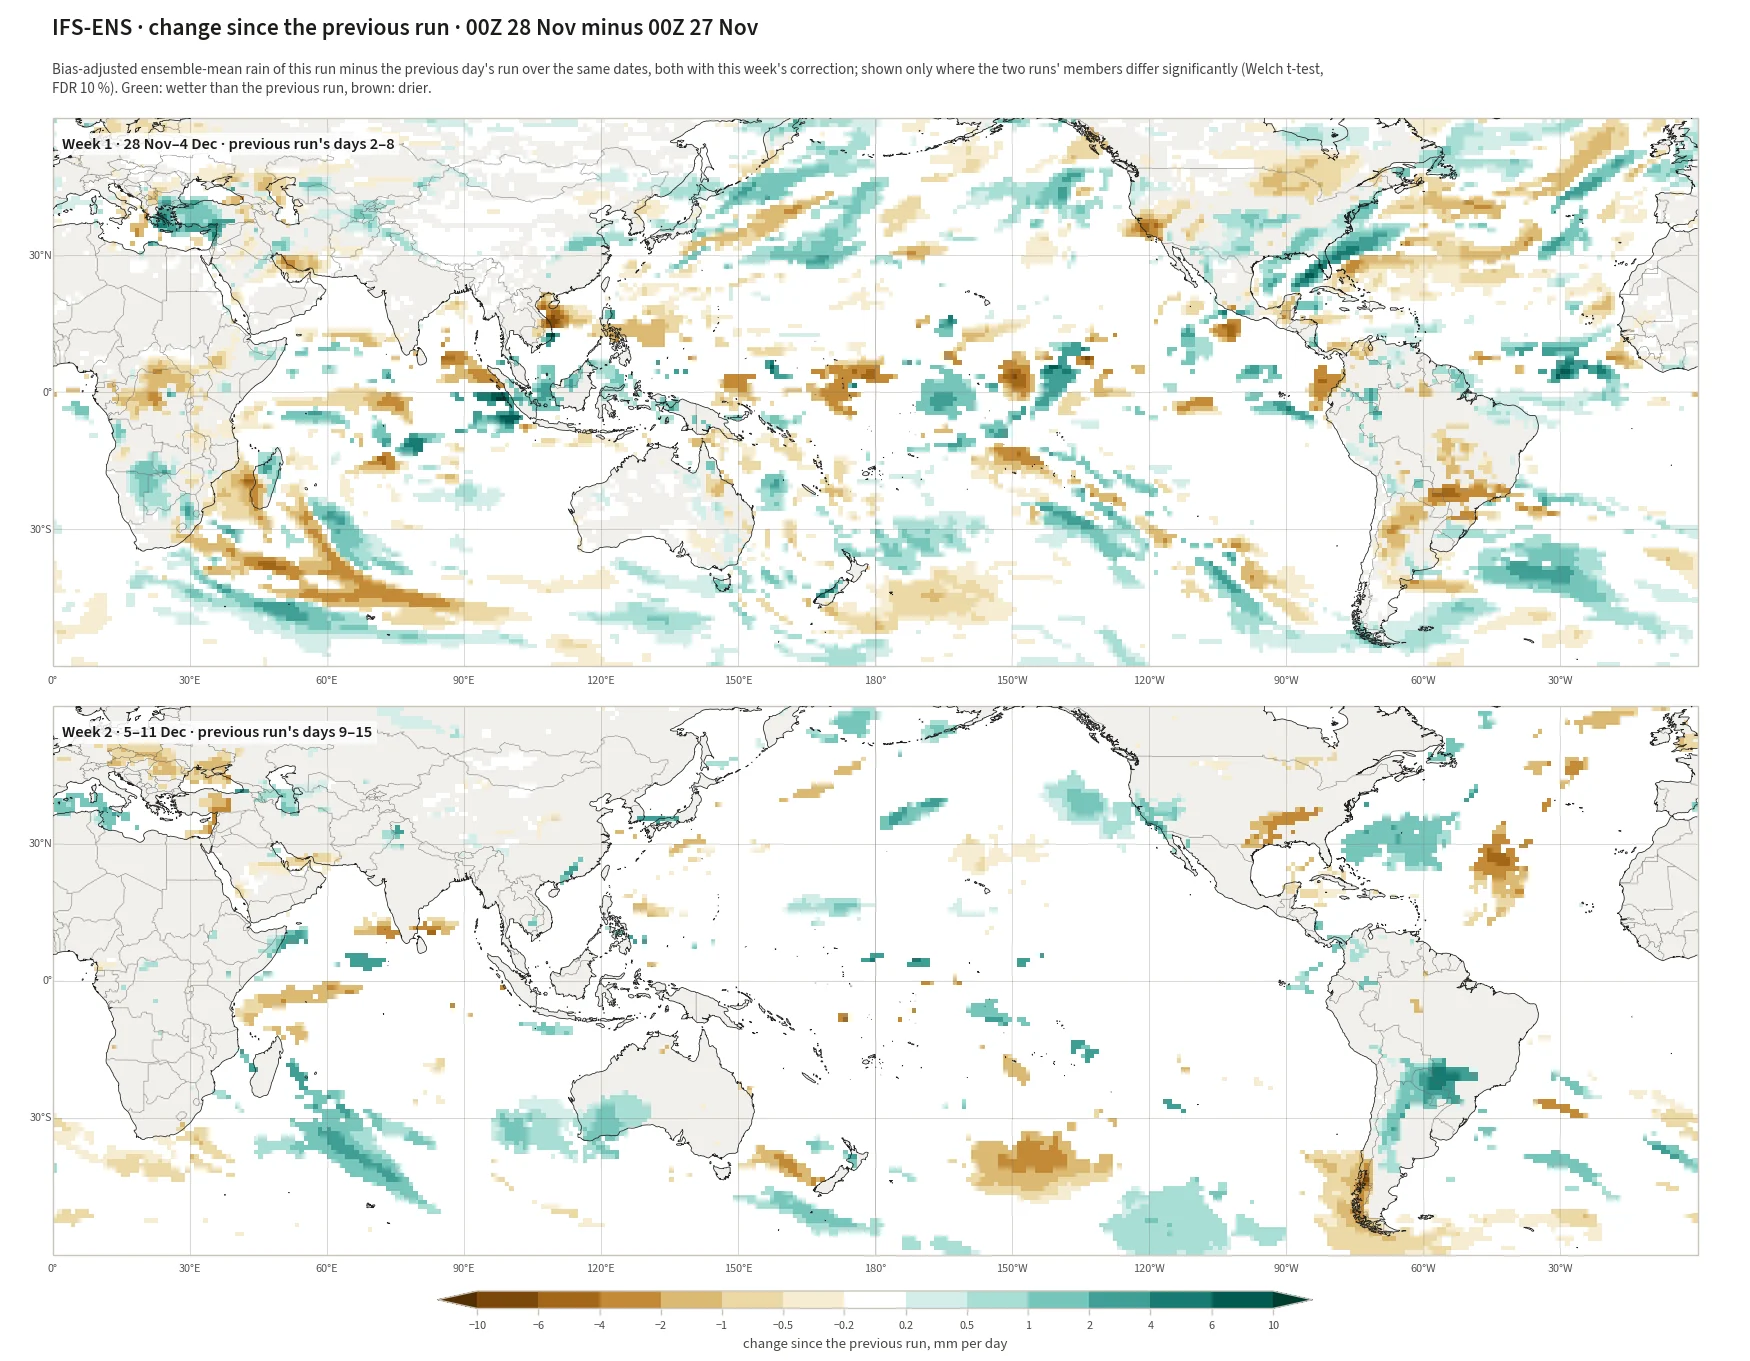 IFS-ENS · change since the previous run · 00Z 28 Nov minus 00Z 27 Nov
Bias-adjusted ensemble-mean rain of this run minus the previous day's run over the same dates, both with this week's correction; shown only where the two runs' members differ significantly (Welch t-test,
FDR 10 %). Green: wetter than the previous run, brown: drier.
Week 1 · 28 Nov–4 Dec · previous run's days 2–8
30°N
0°
30°S
0° 30°E 60°E 90°E 120°E 150°E 180° 150°W 120°W 90°W 60°W 30°W
Week 2 · 5–11 Dec · previous run's days 9–15
30°N
0°
30°S
0° 30°E 60°E 90°E 120°E 150°E 180° 150°W 120°W 90°W 60°W 30°W
−10 −6 −4 −2 −1 −0.5 −0.2 0.2 0.5 1 2 4 6 10
change since the previous run, mm per day